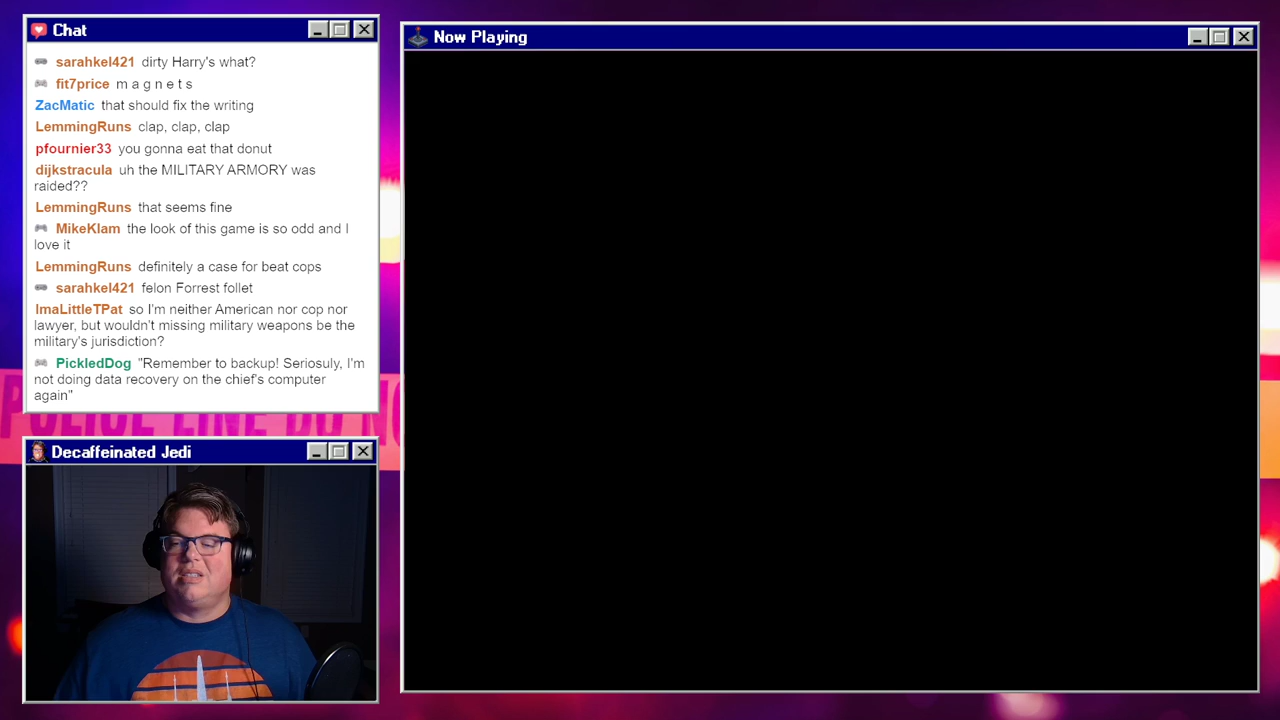 Chat
sarahkel421 dirty Harry's what?
fit7price m a g n e t s
ZacMatic that should fix the writing
LemmingRuns clap, clap, clap
pfournier33 you gonna eat that donut
dijkstracula uh the MILITARY ARMORY was
raided??
LemmingRuns that seems fine
MikeKlam the look of this game is so odd and I
love it
LemmingRuns definitely a case for beat cops
sarahkel421 felon Forrest follet
ImaLittleTPat so I'm neither American nor cop nor
lawyer, but wouldn't missing military weapons be the
military's jurisdiction?
PickledDog "Remember to backup! Seriosuly, I'm
not doing data recovery on the chief's computer
again"
POLICE LINE DO NO
Decaffeinated Jedi
Now Playing